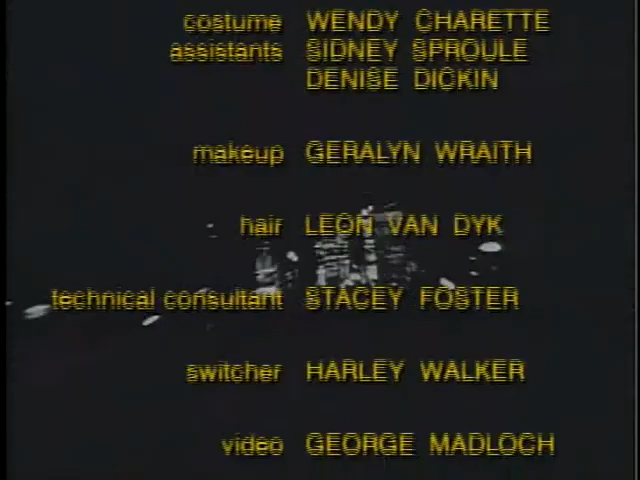 costume WENDY CHARETTE
assistants SIDNEY SPROULE
DENISE DICKIN
makeup GERALYN WRAITH
hair LEON VAN DYK
technical consultant STACEY FOSTER
switcher HARLEY WALKER
video GEORGE MADLOCH